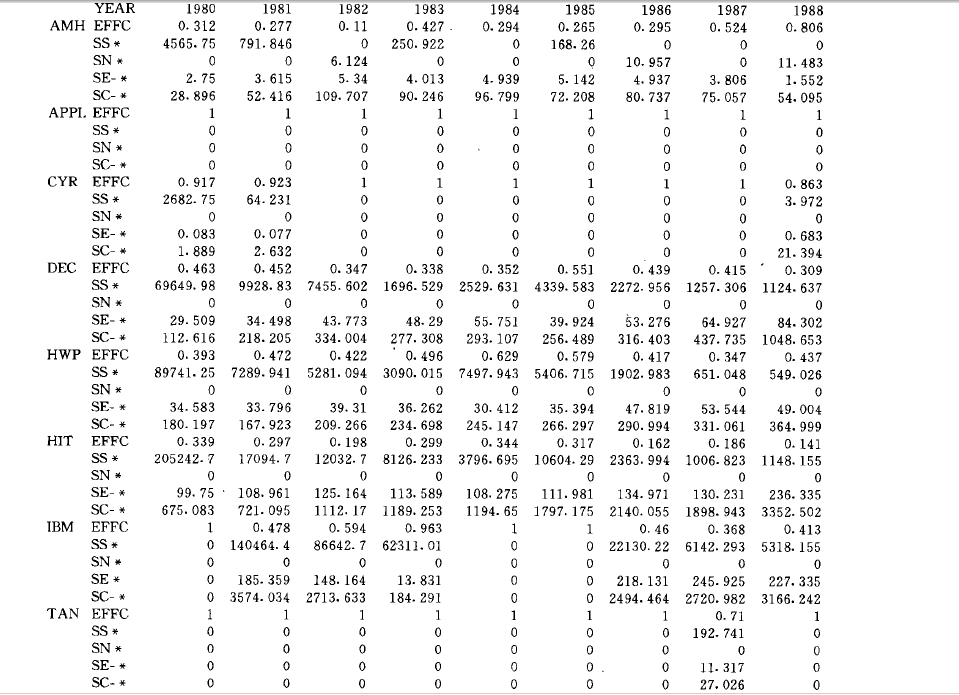 YEAR 1980 1981 1982 1983 1984 1985 1986 1987 1988
AMH EFFC 0.312 0.277 0.11 0.427 0.294 0.265 0.295 0.524 0.806
SS * 4565.75 791.846 0 250.922 0 168.26 0 0 0
SN * 0 0 6.124 0 0 0 10.957 0 11.483
SE- * 2.75 3.615 5.34 4.013 4.939 5.142 4.937 3.806 1.552
SC- * 28.896 52.416 109.707 90.246 96.799 72.208 80.737 75.057 54.095
APPL EFFC 1 1 1 1 1 1 1 1 1
SS * 0 0 0 0 0 0 0 0 0
SN * 0 0 0 0 0 0 0 0 0
SC- * 0 0 0 0 0 0 0 0 0
CYR EFFC 0.917 0.923 1 1 1 1 1 1 0.863
SS * 2682.75 64.231 0 0 0 0 0 0 3.972
SN * 0 0 0 0 0 0 0 0 0
SE- * 0.083 0.077 0 0 0 0 0 0 0.683
SC- * 1.889 2.632 0 0 0 0 0 0 21.394
DEC EFFC 0.463 0.452 0.347 0.338 0.352 0.551 0.439 0.415 0.309
SS * 69649.98 9928.83 7455.602 1696.529 2529.631 4339.583 2272.956 1257.306 1124.637
SN * 0 0 0 0 0 0 0 0 0
SE- * 29.509 34.498 43.773 48.29 55.751 39.924 53.276 64.927 84.302
SC- * 112.616 218.205 334.004 277.308 293.107 256.489 316.403 437.735 1048.653
HWP EFFC 0.393 0.472 0.422 0.496 0.629 0.579 0.417 0.347 0.437
SS * 89741.25 7289.941 5281.094 3090.015 7497.943 5406.715 1902.983 651.048 549.026
SN * 0 0 0 0 0 0 0 0 0
SE- * 34.583 33.796 39.31 36.262 30.412 35.394 47.819 53.544 49.004
SC- * 180.197 167.923 209.266 234.698 245.147 266.297 290.994 331.061 364.999
HIT EFFC 0.339 0.297 0.198 0.299 0.344 0.317 0.162 0.186 0.141
SS * 205242.7 17094.7 12032.7 8126.233 3796.695 10604.29 2363.994 1006.823 1148.155
SN * 0 0 0 0 0 0 0 0 0
SE- * 99.75 108.961 125.164 113.589 108.275 111.981 134.971 130.231 236.335
SC- * 675.083 721.095 1112.17 1189.253 1194.65 1797.175 2140.055 1898.943 3352.502
IBM EFFC 1 0.478 0.594 0.963 1 1 0.46 0.368 0.413
SS * 0 140464.4 86642.7 62311.01 0 0 22130.22 6142.293 5318.155
SN * 0 0 0 0 0 0 0 0 0
SE * 0 185.359 148.164 13.831 0 0 218.131 245.925 227.335
SC- * 0 3574.034 2713.633 184.291 0 0 2494.464 2720.982 3166.242
TAN EFFC 1 1 1 1 1 1 1 0.71 1
SS * 0 0 0 0 0 0 0 192.741 0
SN * 0 0 0 0 0 0 0 0 0
SE- * 0 0 0 0 0 0 0 11.317 0
SC- * 0 0 0 0 0 0 0 27.026 0